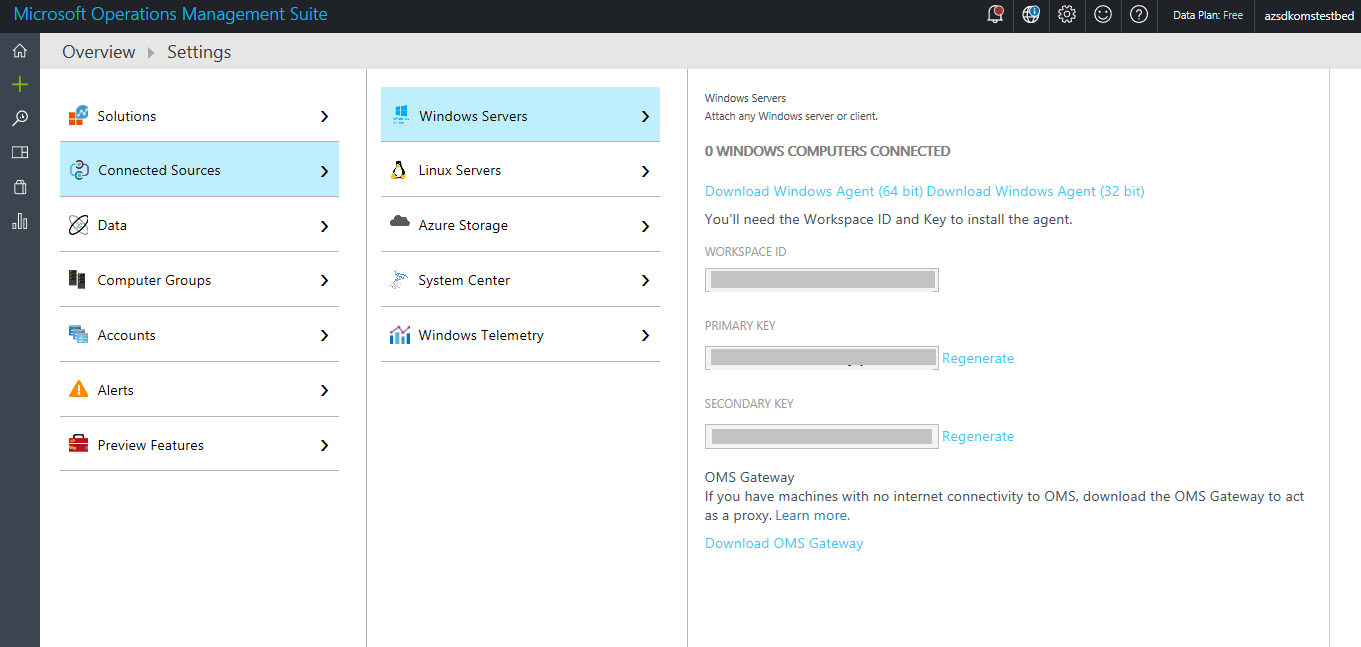 Microsoft Operations Management Suite
Data Plan: Free
azsdkomstestbed
Overview
Settings
Solutions
Connected Sources
Data
Computer Groups
Accounts
Alerts
Preview Features
Windows Servers
Linux Servers
Azure Storage
System Center
Windows Telemetry
Windows Servers
Attach any Windows server or client.
0 WINDOWS COMPUTERS CONNECTED
Download Windows Agent (64 bit) Download Windows Agent (32 bit)
You'll need the Workspace ID and Key to install the agent.
WORKSPACE ID
PRIMARY KEY
Regenerate
SECONDARY KEY
Regenerate
OMS Gateway
If you have machines with no internet connectivity to OMS, download the OMS Gateway to act
as a proxy. Learn more.
Download OMS Gateway